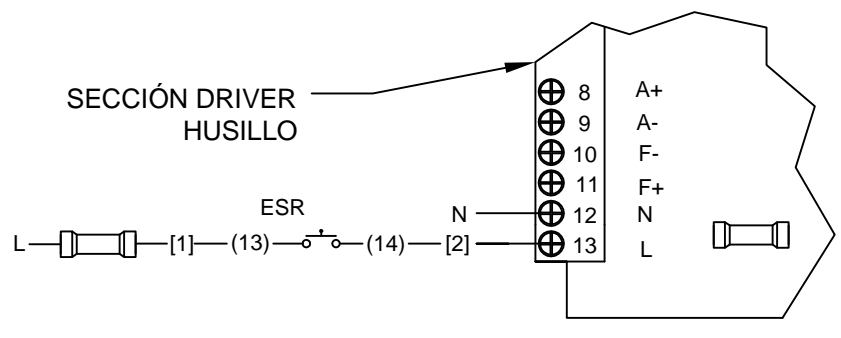 SECCIÓN DRIVER
HUSILLO
8 A+
9 A-
10 F-
11 F+
ESR
N 12 N
L [1] (13) (14) [2] 13 L